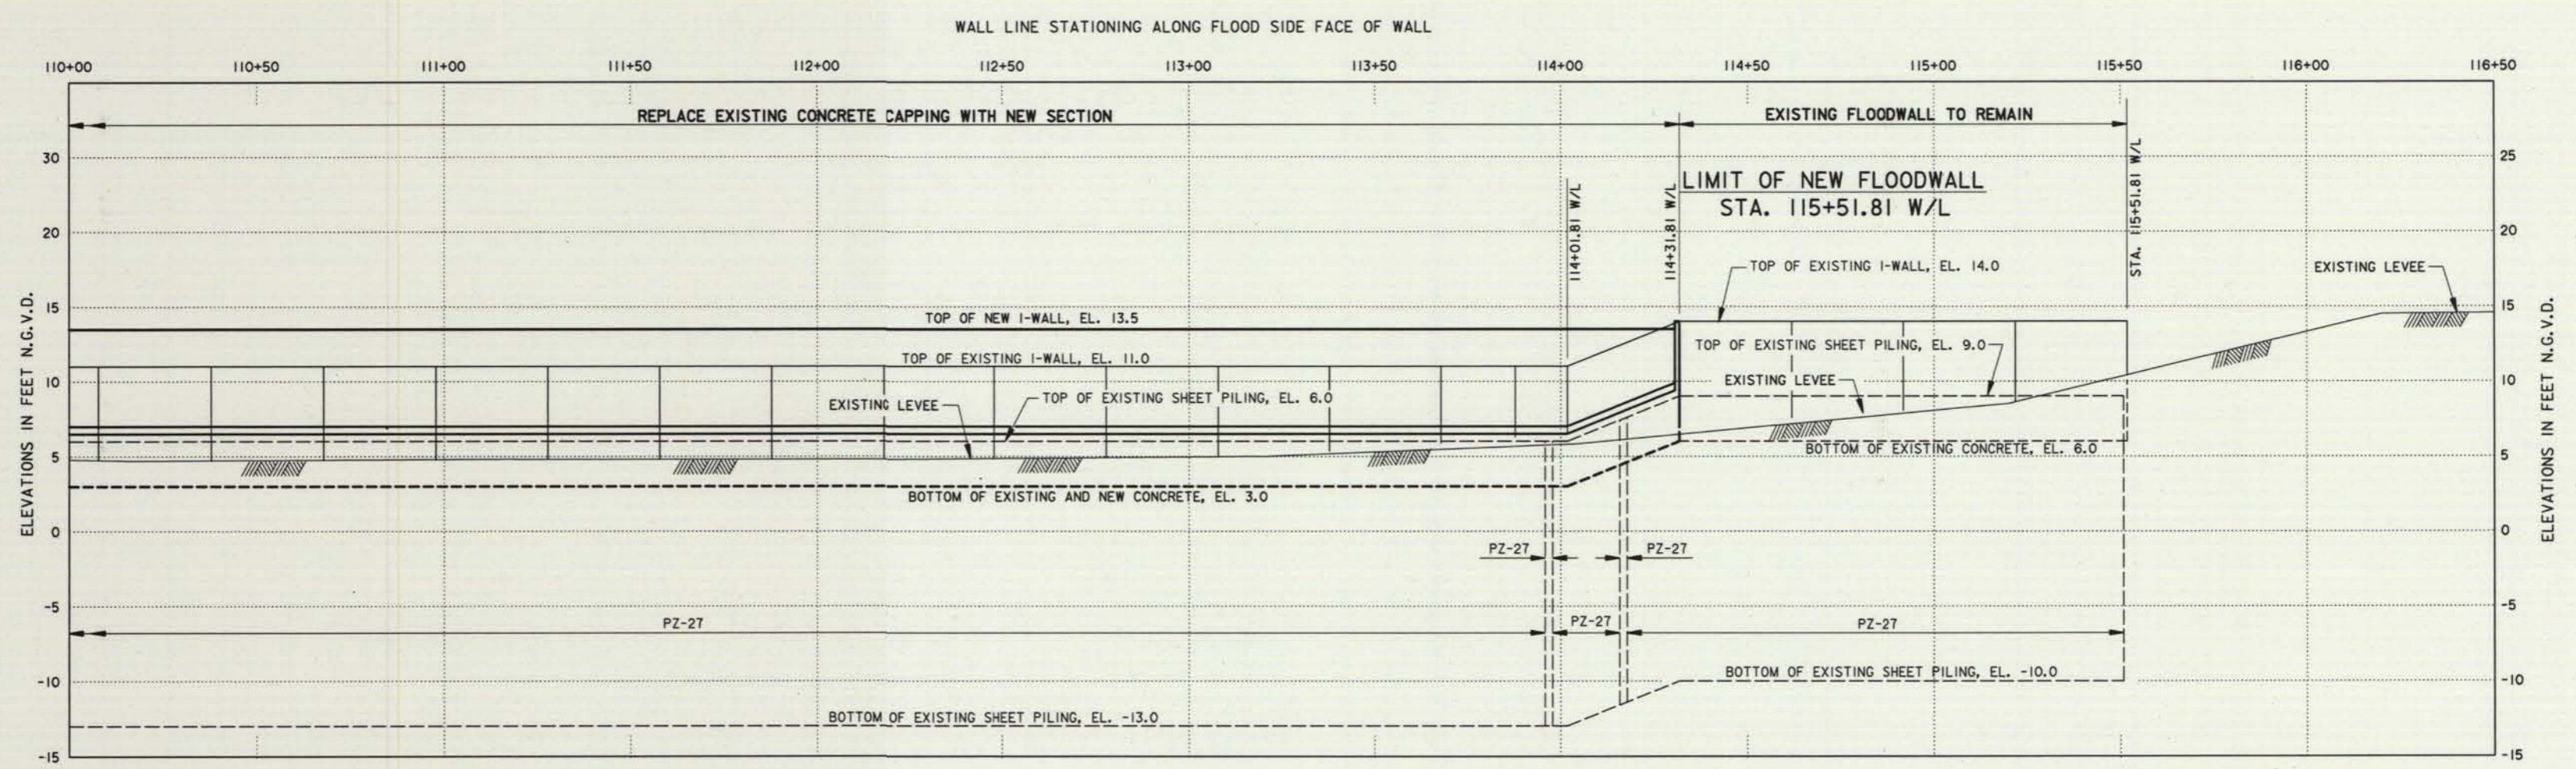 WALL LINE STATIONING ALONG FLOOD SIDE FACE OF WALL
110+00 110+50 111+00 111+50 112+00 112+50 113+00 113+50 114+00 114+50 115+00 115+50 116+00 116+50
REPLACE EXISTING CONCRETE CAPPING WITH NEW SECTION
EXISTING FLOODWALL TO REMAIN
30
25
LIMIT OF NEW FLOODWALL
STA. 115+51.81 W/L
114+01.81 W/L
114+31.81 W/L
STA. 115+51.81 W/L
20
20
TOP OF EXISTING I-WALL, EL. 14.0
EXISTING LEVEE
15
15
TOP OF NEW I-WALL, EL. 13.5
TOP OF EXISTING I-WALL, EL. 11.0
TOP OF EXISTING SHEET PILING, EL. 9.0
10
10
EXISTING LEVEE
EXISTING LEVEE
TOP OF EXISTING SHEET PILING, EL. 6.0
5
5
BOTTOM OF EXISTING CONCRETE, EL. 6.0
BOTTOM OF EXISTING AND NEW CONCRETE, EL. 3.0
0
0
PZ-27
PZ-27
-5
-5
PZ-27
PZ-27
PZ-27
-10
-10
BOTTOM OF EXISTING SHEET PILING, EL. -10.0
BOTTOM OF EXISTING SHEET PILING, EL. -13.0
-15
-15
ELEVATIONS IN FEET N.G.V.D.
ELEVATIONS IN FEET N.G.V.D.